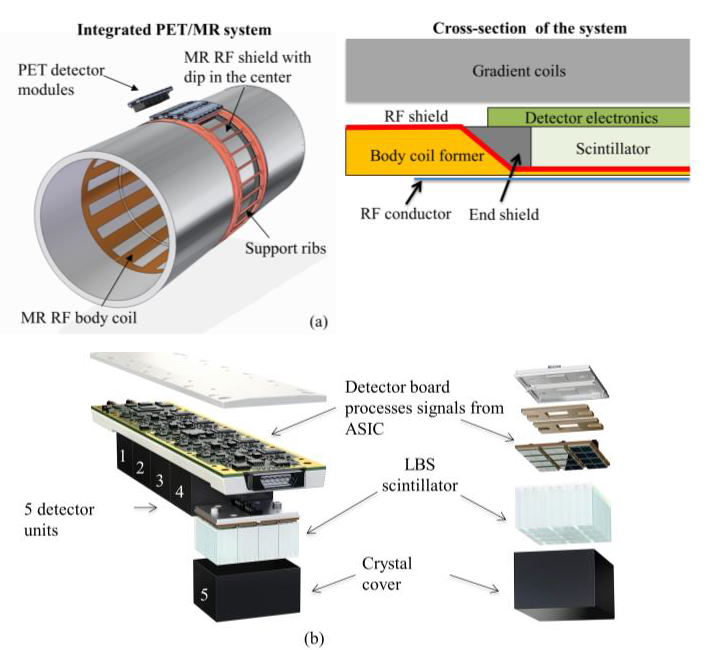 Integrated PET/MR system
PET detector
modules
MR RF shield with
dip in the center
Support ribs
MR RF body coil
(a)
Cross-section of the system
Gradient coils
RF shield
Detector electronics
Body coil former
Scintillator
RF conductor
End shield
Detector board
processes signals from
ASIC
1
2
3
4
LBS
scintillator
5 detector
units
Crystal
cover
5
(b)